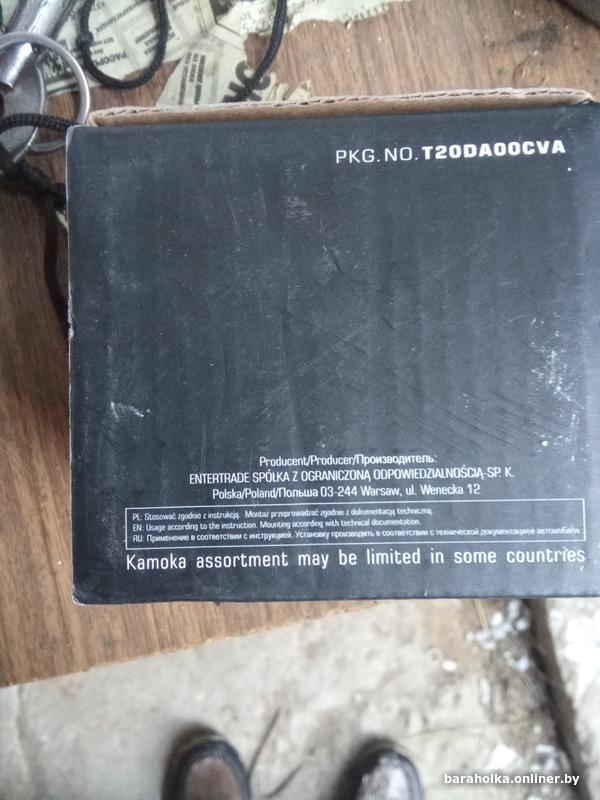 PKG.NO. T20DA00CVA
Producent/Producer/Производитель:
ENTERTRADE SPÓŁKA Z OGRANICZONĄ ODPOWIEDZIALNOŚCIĄ-SP. K.
Polska/Poland/Польша 03-244 Warsaw, ul. Wenecka 12
PL: Stosować zgodnie z instrukcją. Montaż przeprowadzać zgodnie z dokumentacją techniczną.
EN: Usage according to the instruction. Mounting according with technical documentation.
RU: Применение в соответствии с инструкцией. Установку производить в соответствии с технической документацией автомобиля.
Kamoka assortment may be limited in some countries
baraholka.onliner.by